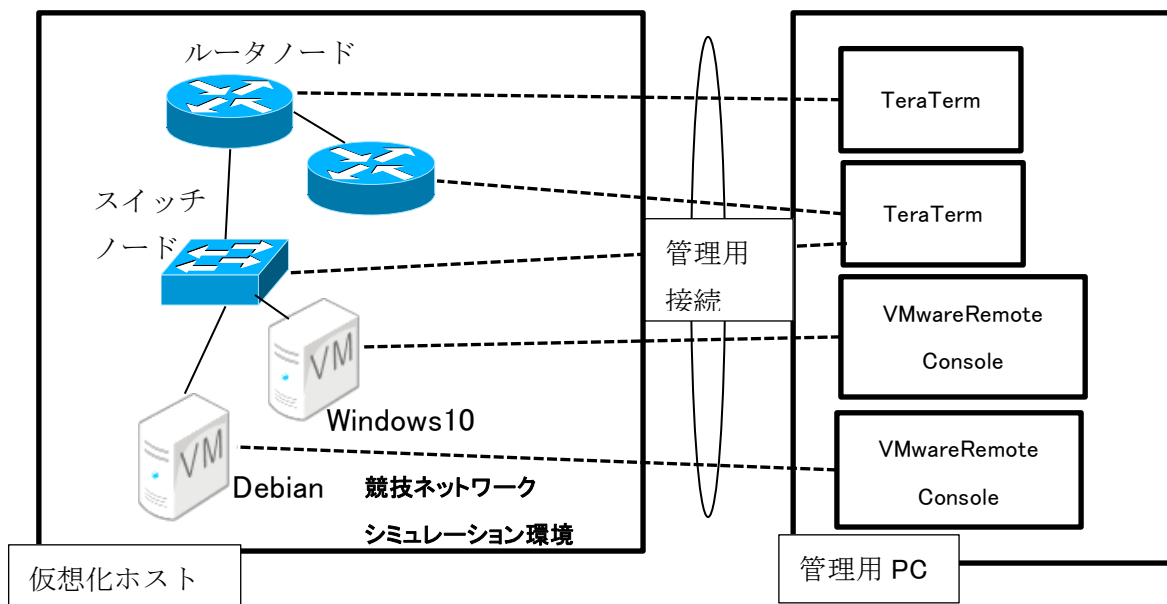 ルータノード
スイッチ
ノード
VM
Windows10
VM
Debian
競技ネットワーク
シミュレーション環境
仮想化ホスト
管理用
接続
TeraTerm
TeraTerm
VMwareRemote
Console
VMwareRemote
Console
管理用 PC